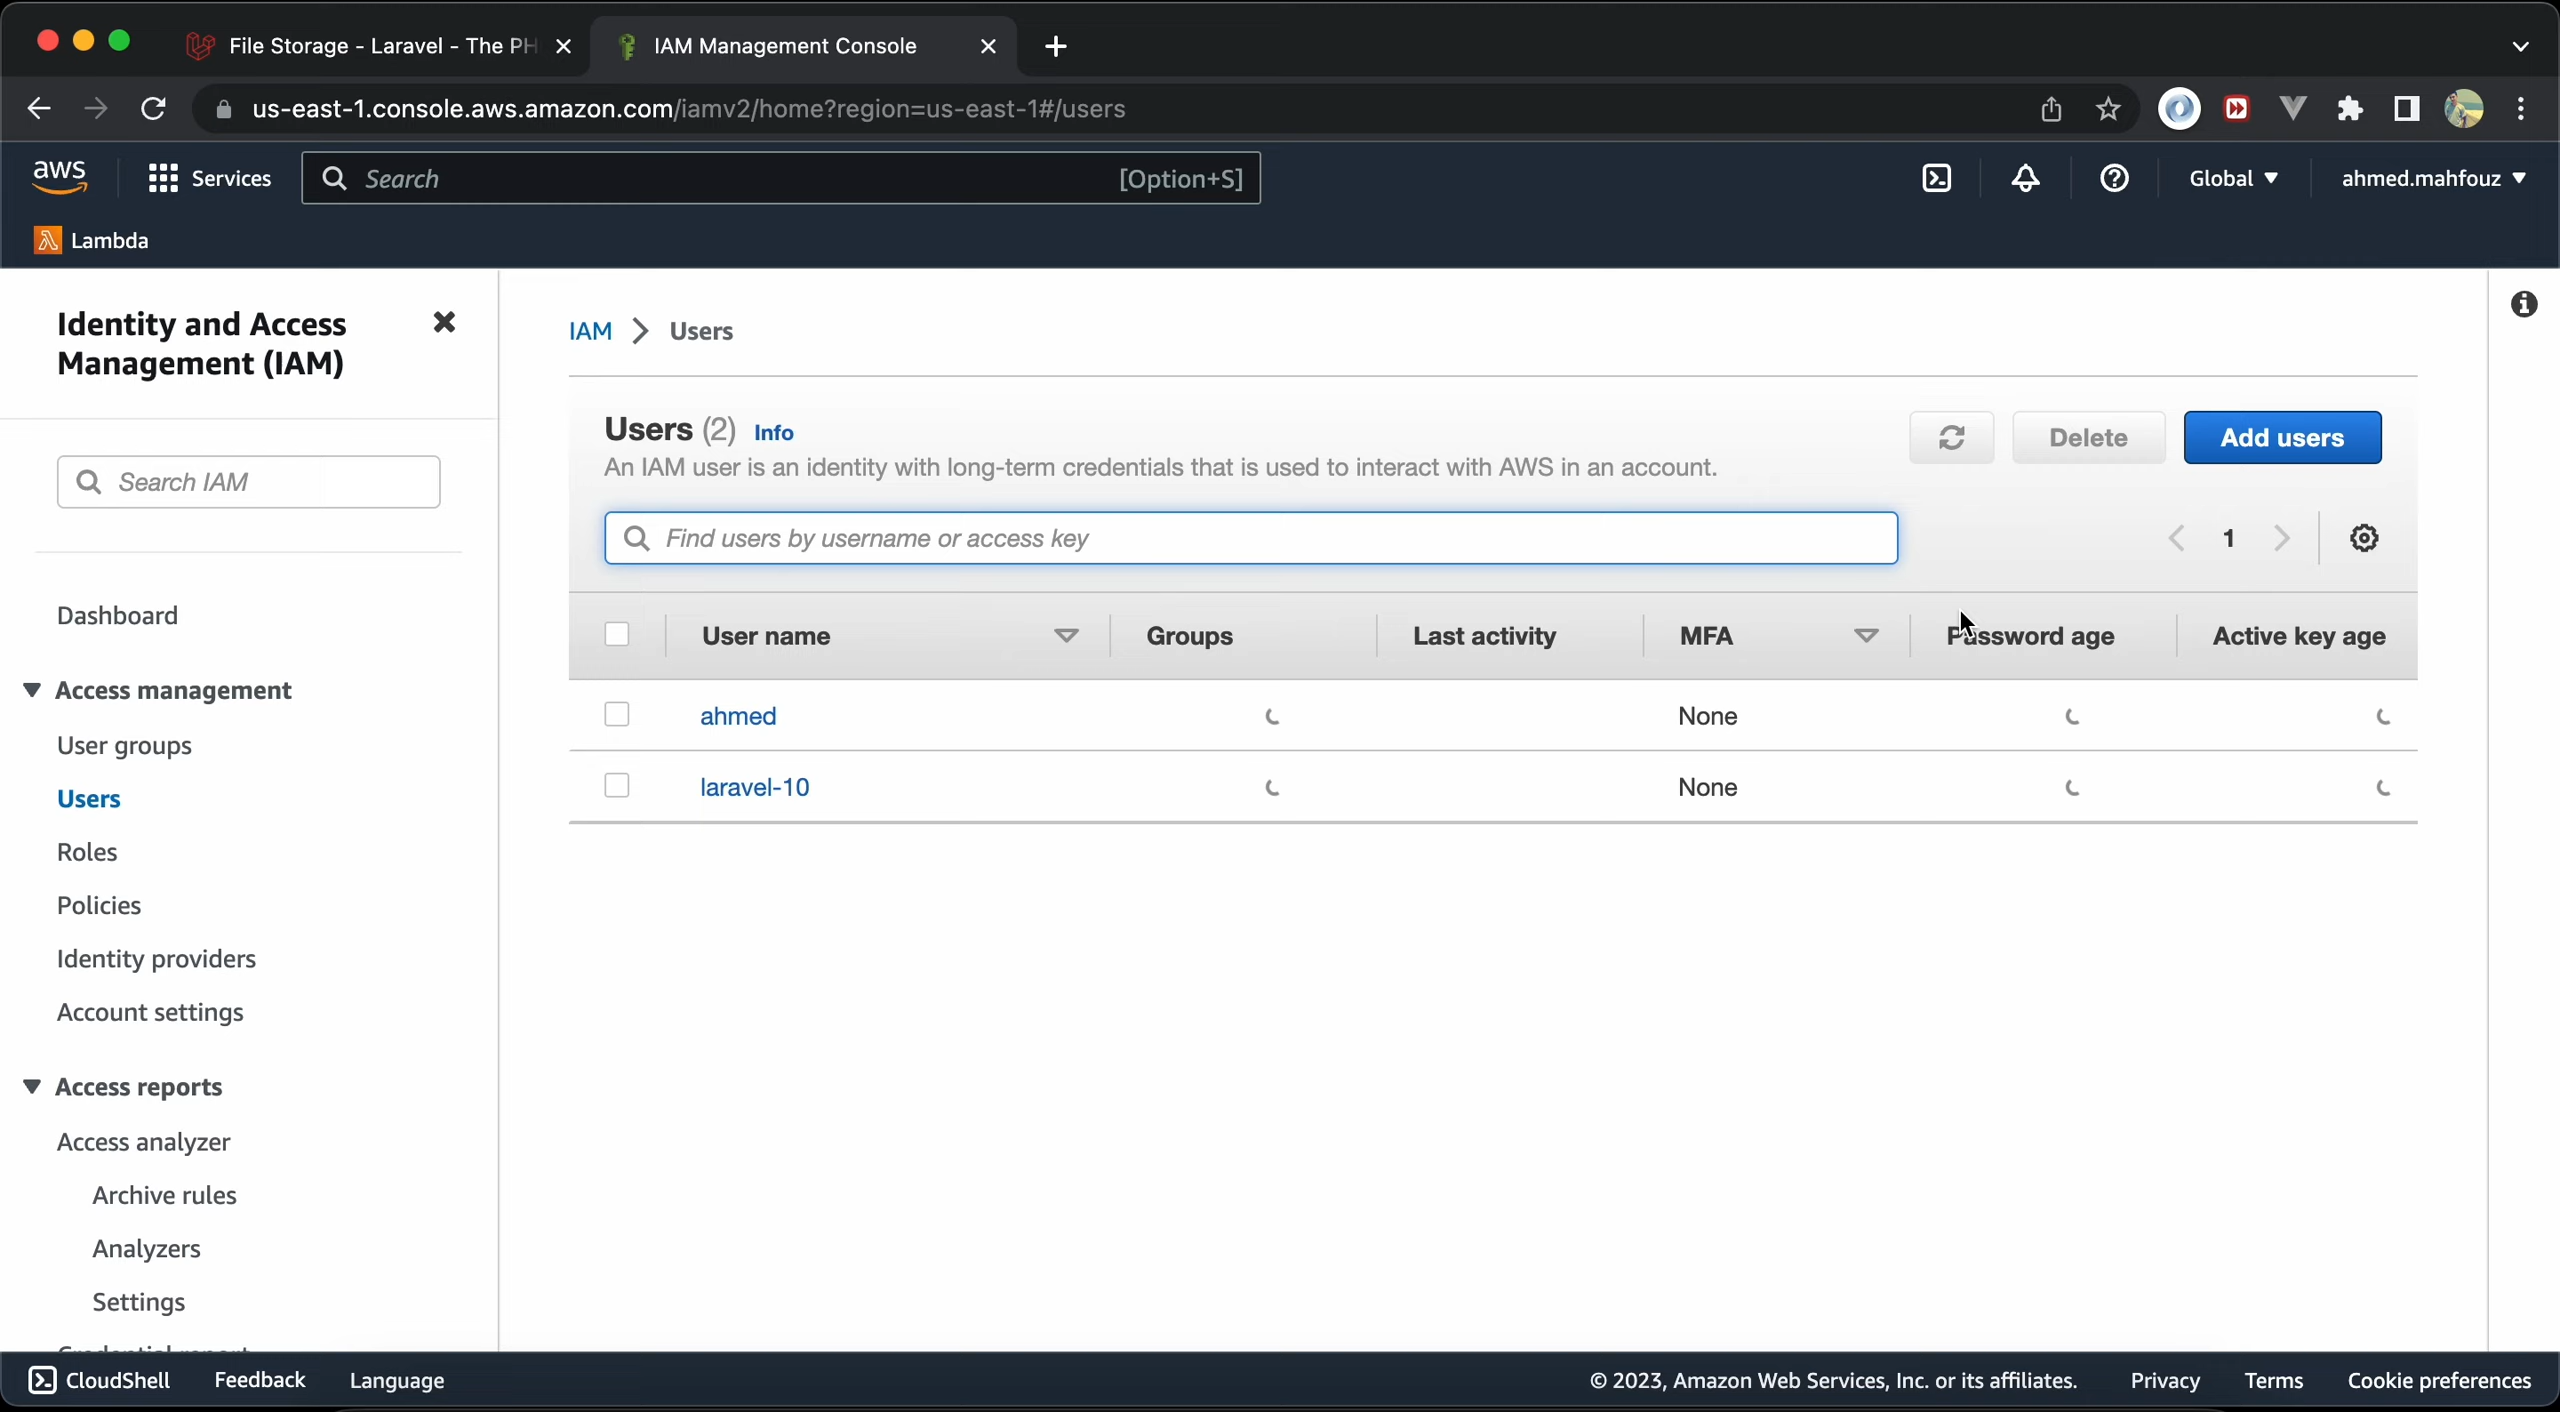 File Storage - Laravel - The PH
IAM Management Console
us-east-1.console.aws.amazon.com/iamv2/home?region=us-east-1#/users
aws
Services
Search
[Option+S]
Global
ahmed.mahfouz
Lambda
Identity and Access
Management (IAM)
Search IAM
Dashboard
Access management
User groups
Users
Roles
Policies
Identity providers
Account settings
Access reports
Access analyzer
Archive rules
Analyzers
Settings
IAM > Users
Users (2) Info
An IAM user is an identity with long-term credentials that is used to interact with AWS in an account.
Delete
Add users
Find users by username or access key
1
User name Groups Last activity MFA Password age Active key age
ahmed None
laravel-10 None
CloudShell Feedback Language
© 2023, Amazon Web Services, Inc. or its affiliates. Privacy Terms Cookie preferences